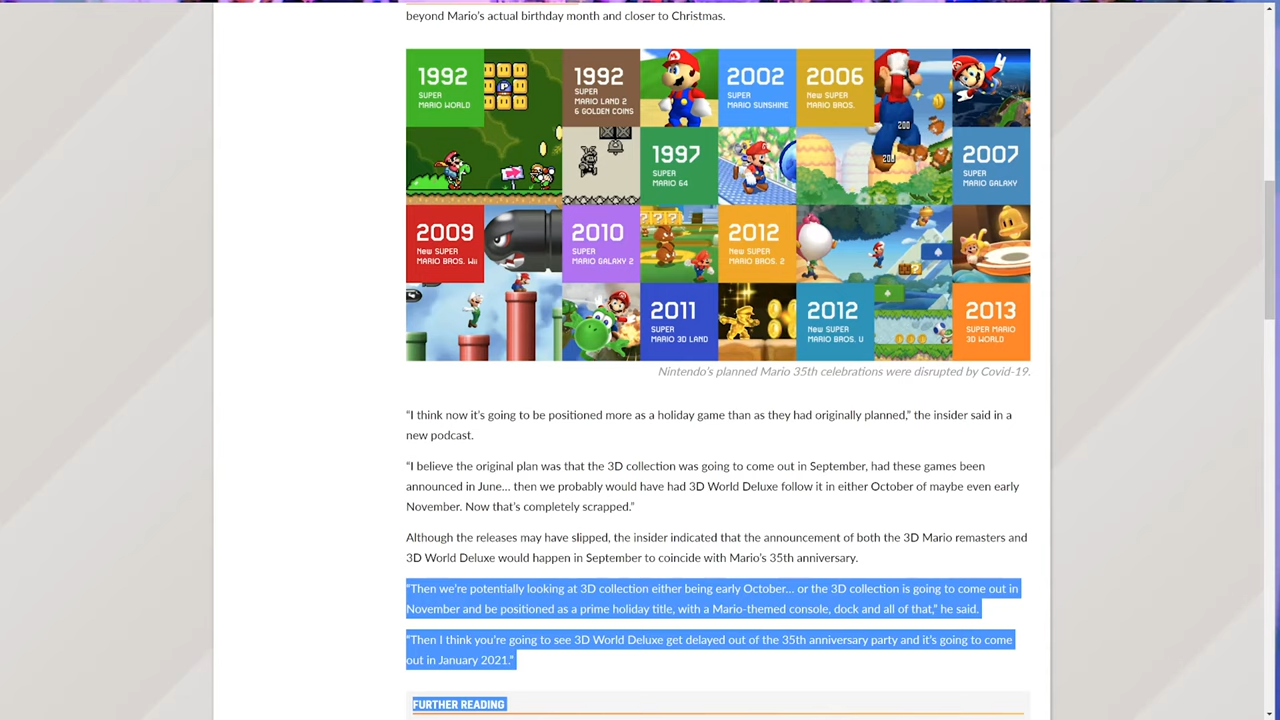 beyond Mario's actual birthday month and closer to Christmas.
1992
SUPER
MARIO WORLD
1992
SUPER
MARIO LAND 2
6 GOLDEN COINS
2002
SUPER
MARIO SUNSHINE
2006
New SUPER
MARIO BROS.
200
200
1997
SUPER
MARIO 64
2007
SUPER
MARIO GALAXY
2009
New SUPER
MARIO BROS. Wii
2010
SUPER
MARIO GALAXY 2
2012
New SUPER
MARIO BROS. 2
2011
SUPER
MARIO 3D LAND
2012
New SUPER
MARIO BROS. U
2013
SUPER MARIO
3D WORLD
Nintendo's planned Mario 35th celebrations were disrupted by Covid-19.
“I think now it's going to be positioned more as a holiday game than as they had originally planned,” the insider said in a
new podcast.
“I believe the original plan was that the 3D collection was going to come out in September, had these games been
announced in June… then we probably would have had 3D World Deluxe follow it in either October of maybe even early
November. Now that's completely scrapped.”
Although the releases may have slipped, the insider indicated that the announcement of both the 3D Mario remasters and
3D World Deluxe would happen in September to coincide with Mario's 35th anniversary.
“Then we're potentially looking at 3D collection either being early October… or the 3D collection is going to come out in
November and be positioned as a prime holiday title, with a Mario-themed console, dock and all of that,” he said.
“Then I think you're going to see 3D World Deluxe get delayed out of the 35th anniversary party and it's going to come
out in January 2021.”
FURTHER READING